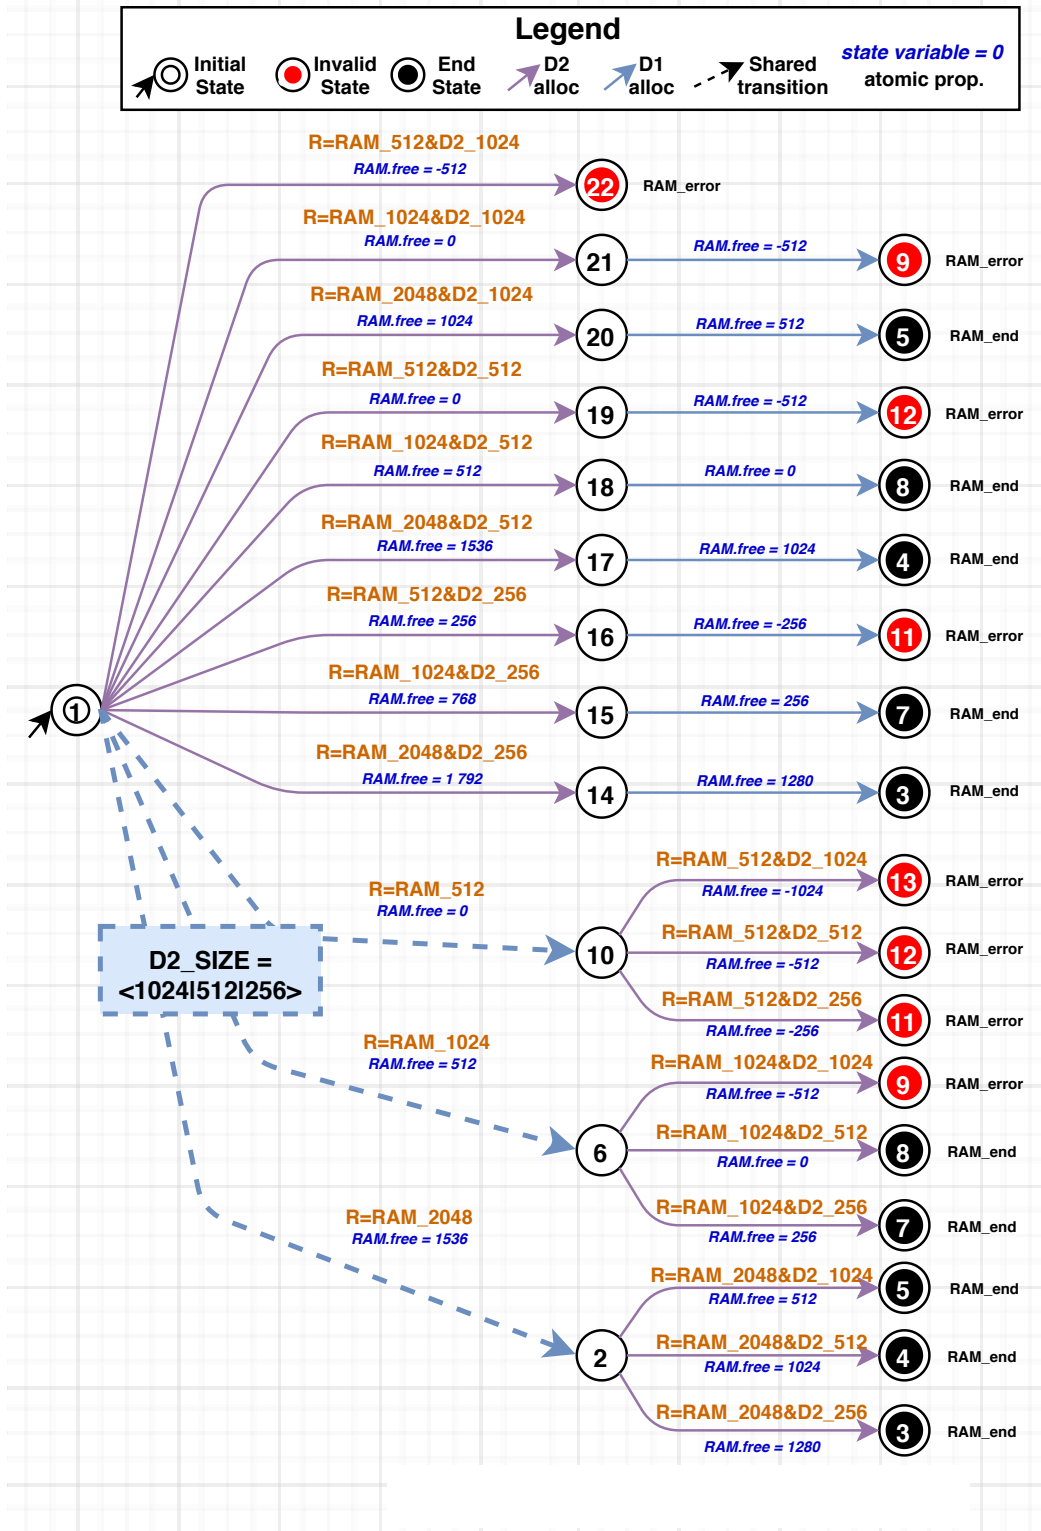 Legend
Initial State
Invalid State
End State
D2 alloc
D1 alloc
Shared transition
state variable = 0
atomic prop.
R=RAM_512&D2_1024
RAM.free = -512
22
RAM_error
R=RAM_1024&D2_1024
RAM.free = 0
21
RAM.free = -512
9
RAM_error
R=RAM_2048&D2_1024
RAM.free = 1024
20
RAM.free = 512
5
RAM_end
R=RAM_512&D2_512
RAM.free = 0
19
RAM.free = -512
12
RAM_error
R=RAM_1024&D2_512
RAM.free = 512
18
RAM.free = 0
8
RAM_end
R=RAM_2048&D2_512
RAM.free = 1536
17
RAM.free = 1024
4
RAM_end
R=RAM_512&D2_256
RAM.free = 256
16
RAM.free = -256
11
RAM_error
R=RAM_1024&D2_256
RAM.free = 768
1
15
RAM.free = 256
7
RAM_end
R=RAM_2048&D2_256
RAM.free = 1 792
14
RAM.free = 1280
3
RAM_end
D2_SIZE =
<1024|512|256>
R=RAM_512
RAM.free = 0
10
R=RAM_512&D2_1024
RAM.free = -1024
13
RAM_error
R=RAM_512&D2_512
RAM.free = -512
12
RAM_error
R=RAM_512&D2_256
RAM.free = -256
11
RAM_error
R=RAM_1024
RAM.free = 512
6
R=RAM_1024&D2_1024
RAM.free = -512
9
RAM_error
R=RAM_1024&D2_512
RAM.free = 0
8
RAM_end
R=RAM_1024&D2_256
RAM.free = 256
7
RAM_end
R=RAM_2048
RAM.free = 1536
2
R=RAM_2048&D2_1024
RAM.free = 512
5
RAM_end
R=RAM_2048&D2_512
RAM.free = 1024
4
RAM_end
R=RAM_2048&D2_256
RAM.free = 1280
3
RAM_end